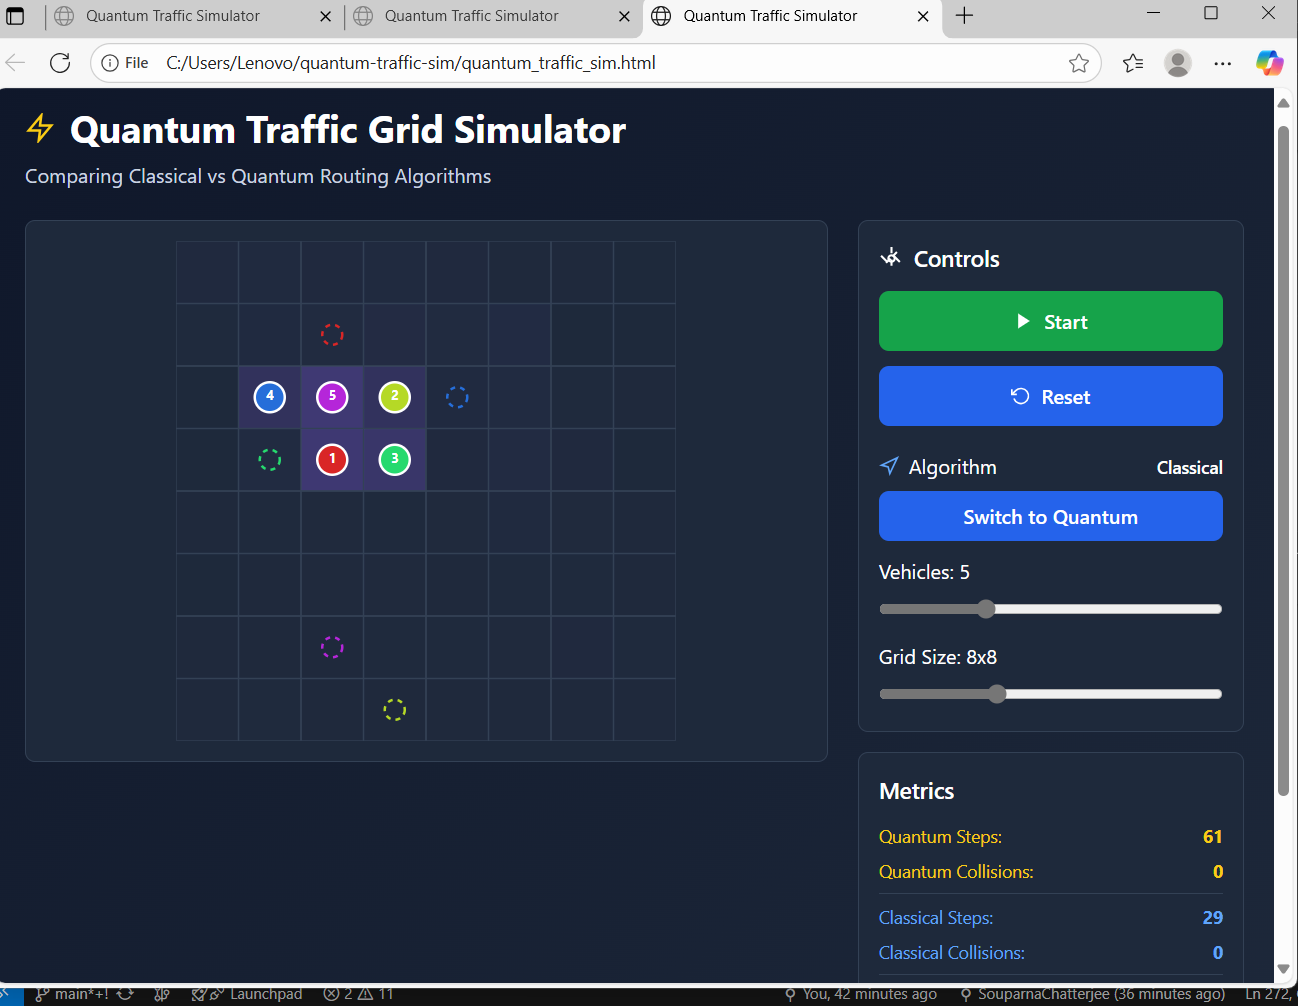 Quantum Traffic Simulator
Quantum Traffic Simulator
Quantum Traffic Simulator
File C:/Users/Lenovo/quantum-traffic-sim/quantum_traffic_sim.html
Quantum Traffic Grid Simulator
Comparing Classical vs Quantum Routing Algorithms
4 5 2
1 3
Controls
Start
Reset
Algorithm Classical
Switch to Quantum
Vehicles: 5
Grid Size: 8x8
Metrics
Quantum Steps: 61
Quantum Collisions: 0
Classical Steps: 29
Classical Collisions: 0
main*+! Launchpad 2 11 You, 42 minutes ago SouparnaChatterjee (36 minutes ago) Ln 272,